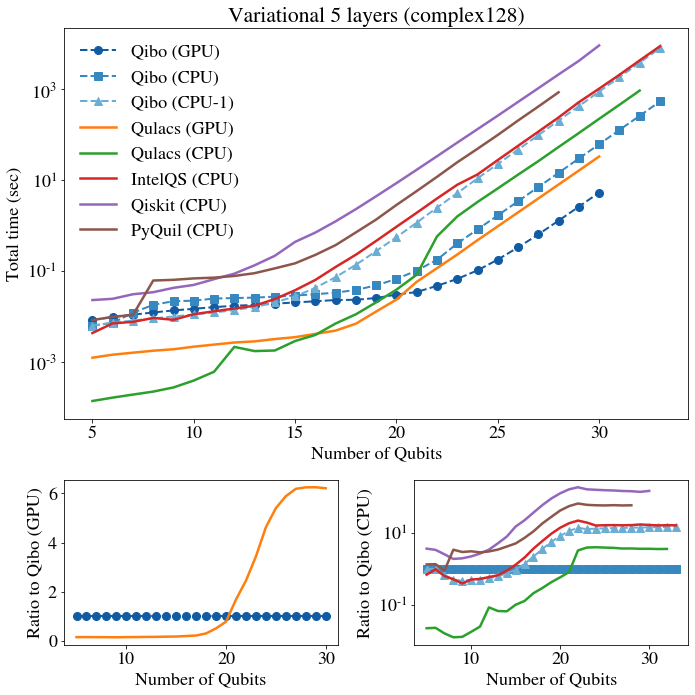 Variational 5 layers (complex128)
Qibo (GPU)
Qibo (CPU)
Qibo (CPU-1)
Qulacs (GPU)
Qulacs (CPU)
IntelQS (CPU)
Qiskit (CPU)
PyQuil (CPU)
Total time (sec)
10³
10¹
10⁻¹
10⁻³
5 10 15 20 25 30
Number of Qubits
Ratio to Qibo (GPU)
6
4
2
0
10 20 30
Number of Qubits
Ratio to Qibo (CPU)
10¹
10⁻¹
10 20 30
Number of Qubits